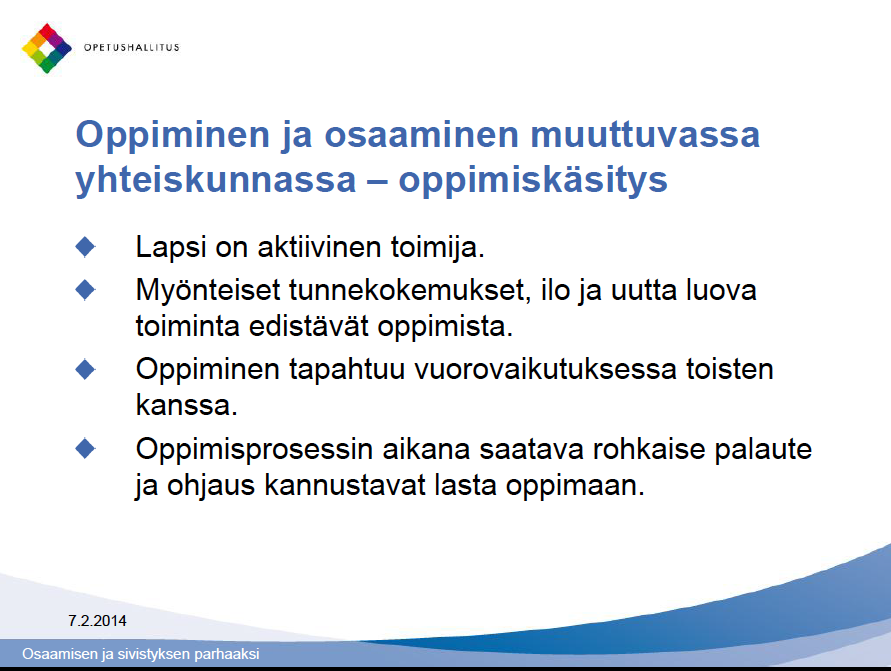 OPETUSHALLITUS
Oppiminen ja osaaminen muuttuvassa
yhteiskunnassa – oppimiskäsitys
Lapsi on aktiivinen toimija.
Myönteiset tunnekokemukset, ilo ja uutta luova
toiminta edistävät oppimista.
Oppiminen tapahtuu vuorovaikutuksessa toisten
kanssa.
Oppimisprosessin aikana saatava rohkaise palaute
ja ohjaus kannustavat lasta oppimaan.
7.2.2014
Osaamisen ja sivistyksen parhaaksi